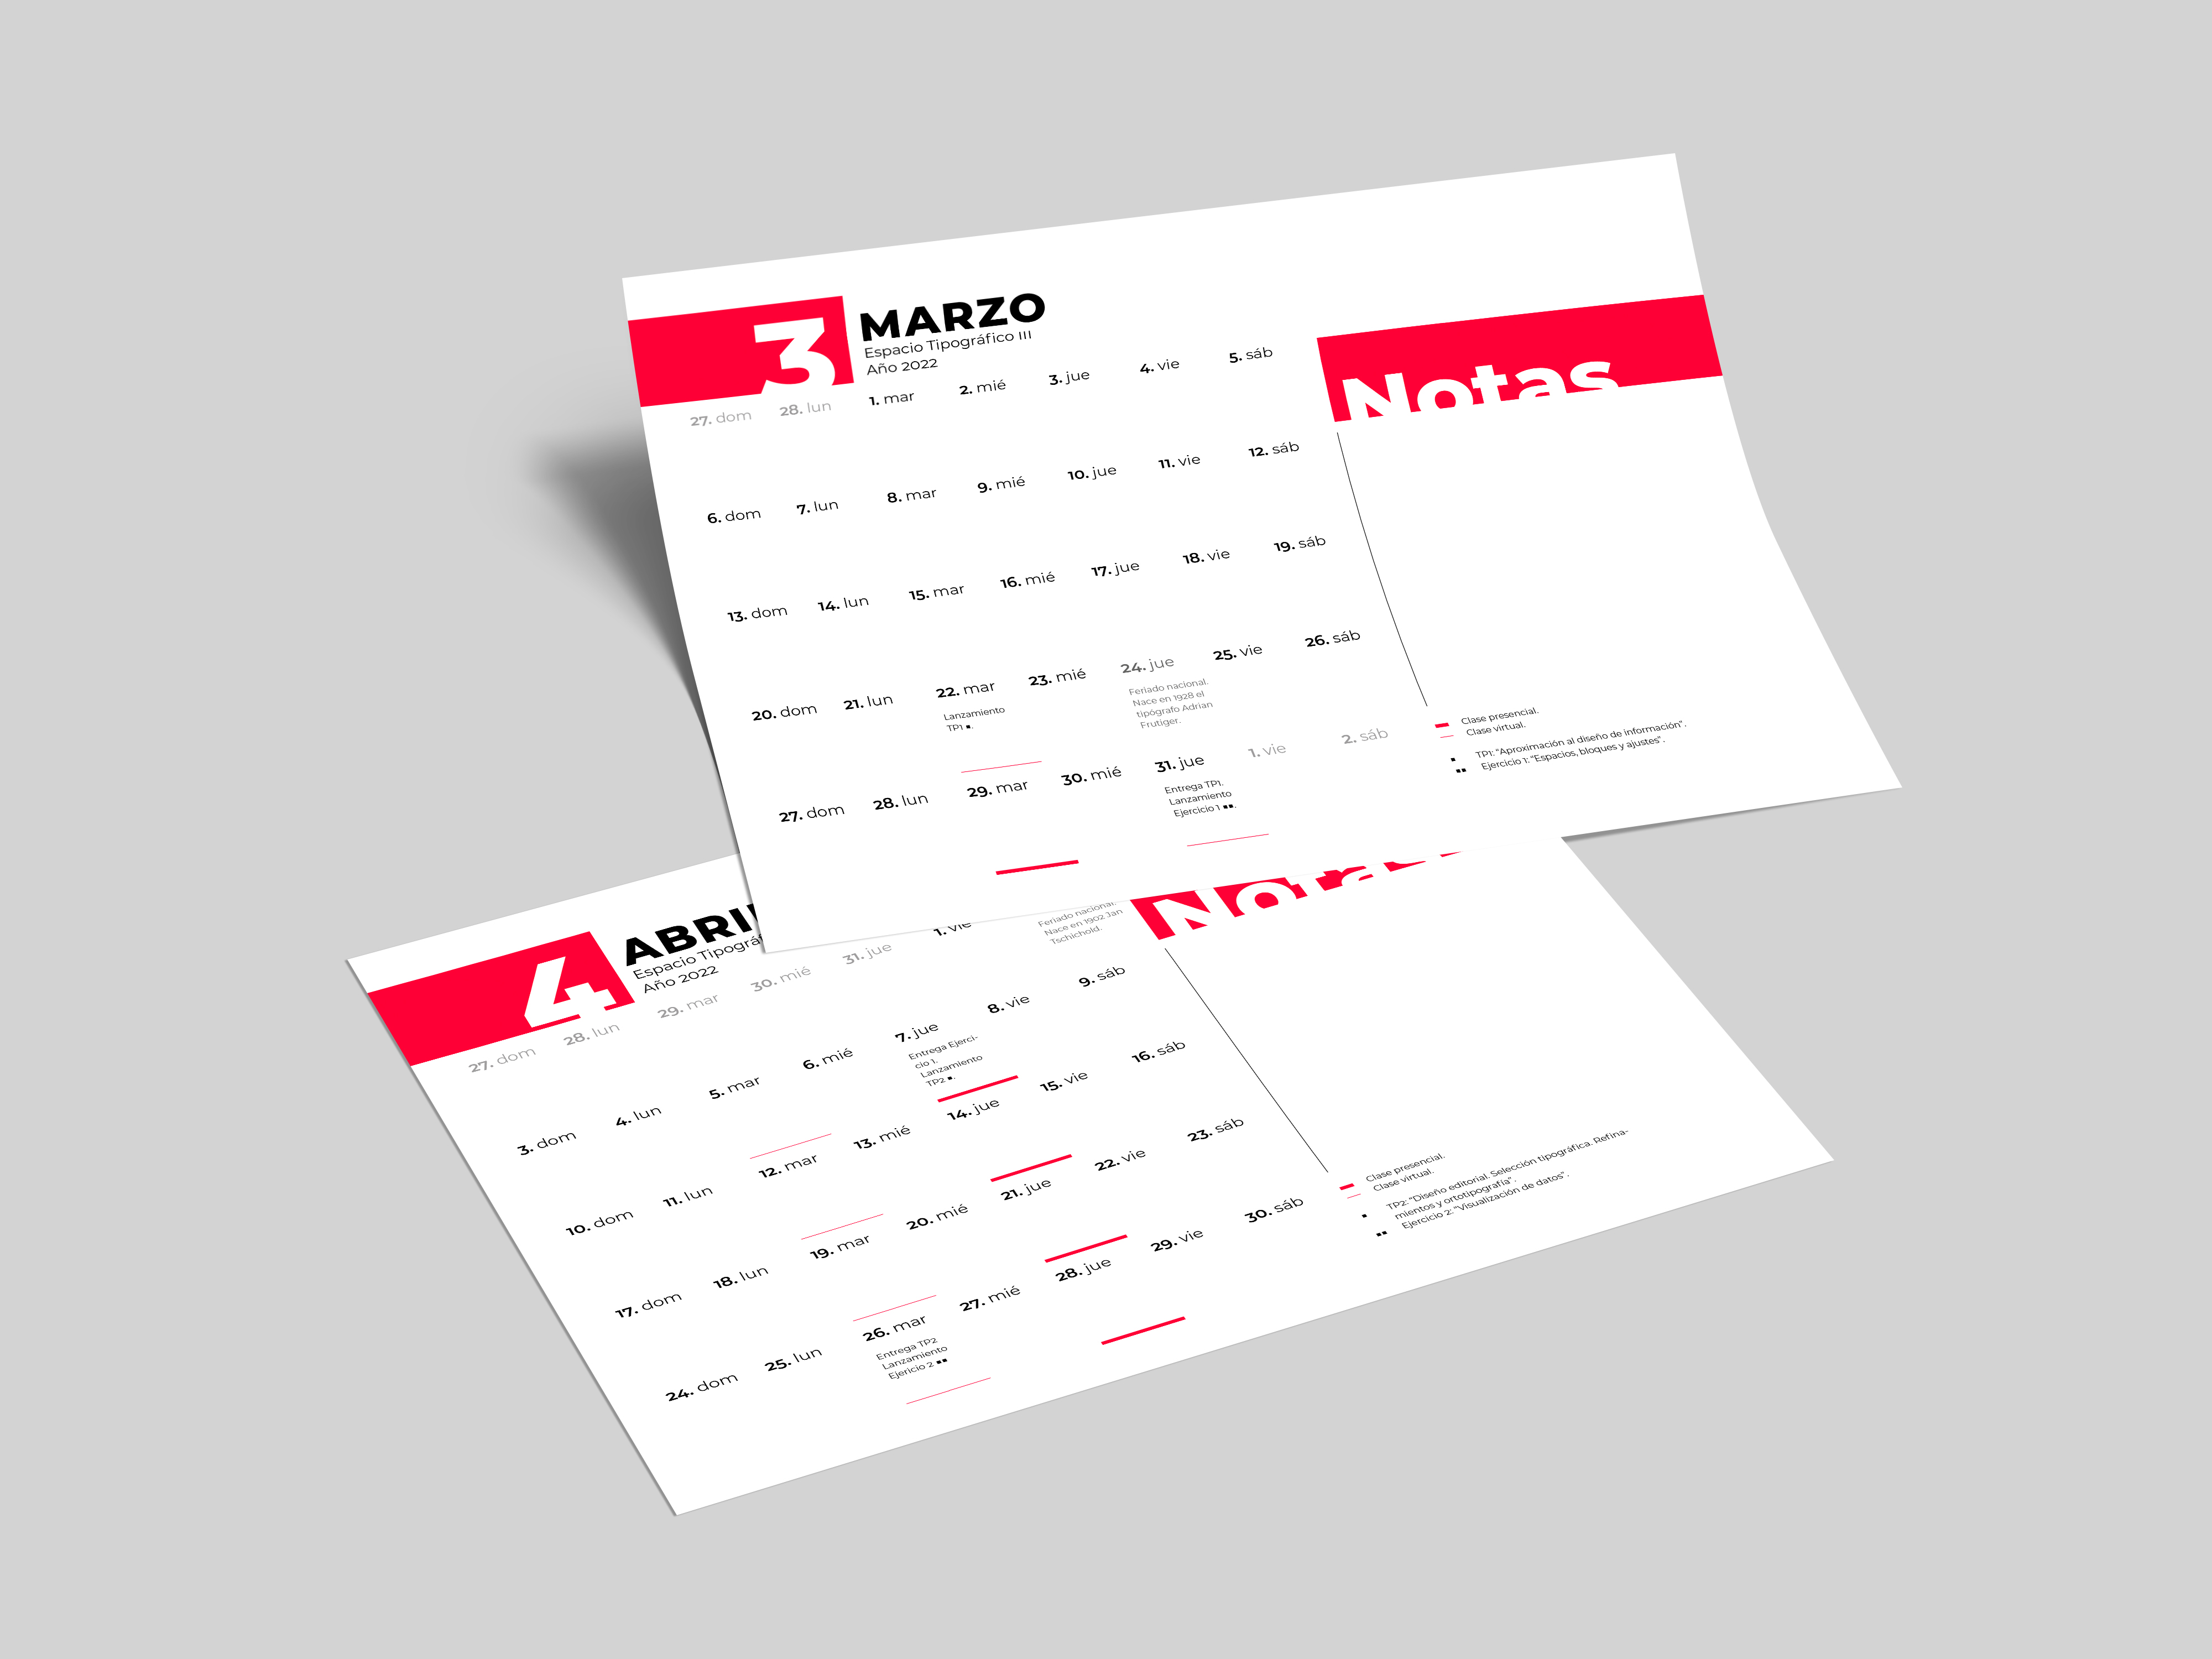 3
MARZO
Espacio Tipográfico III
Año 2022
27. dom 28. lun 1. mar 2. mié 3. jue 4. vie 5. sáb
6. dom 7. lun 8. mar 9. mié 10. jue 11. vie 12. sáb
13. dom 14. lun 15. mar 16. mié 17. jue 18. vie 19. sáb
20. dom 21. lun 22. mar 23. mié 24. jue 25. vie 26. sáb
Lanzamiento
TP1 ▪.
Feriado nacional.
Nace en 1928 el
tipógrafo Adrian
Frutiger.
27. dom 28. lun 29. mar 30. mié 31. jue 1. vie 2. sáb
Entrega TP1.
Lanzamiento
Ejercicio 1 ▪▪.
Notas
Clase presencial.
Clase virtual.
▪ TP1: “Aproximación al diseño de información”.
▪▪ Ejercicio 1: “Espacios, bloques y ajustes”.
4
ABRI
Espacio Tipográf
Año 2022
27. dom 28. lun 29. mar 30. mié 31. jue 1. vie
Feriado nacional.
Nace en 1902 Jan
Tschichold.
3. dom 4. lun 5. mar 6. mié 7. jue 8. vie 9. sáb
Entrega Ejerci-
cio 1.
Lanzamiento
TP2 ▪.
10. dom 11. lun 12. mar 13. mié 14. jue 15. vie 16. sáb
17. dom 18. lun 19. mar 20. mié 21. jue 22. vie 23. sáb
24. dom 25. lun 26. mar 27. mié 28. jue 29. vie 30. sáb
Entrega TP2
Lanzamiento
Ejericio 2 ▪▪
Notas
Clase presencial.
Clase virtual.
▪ TP2: “Diseño editorial. Selección tipográfica. Refina-
mientos y ortotipografía”.
▪▪ Ejercicio 2: “Visualización de datos”.